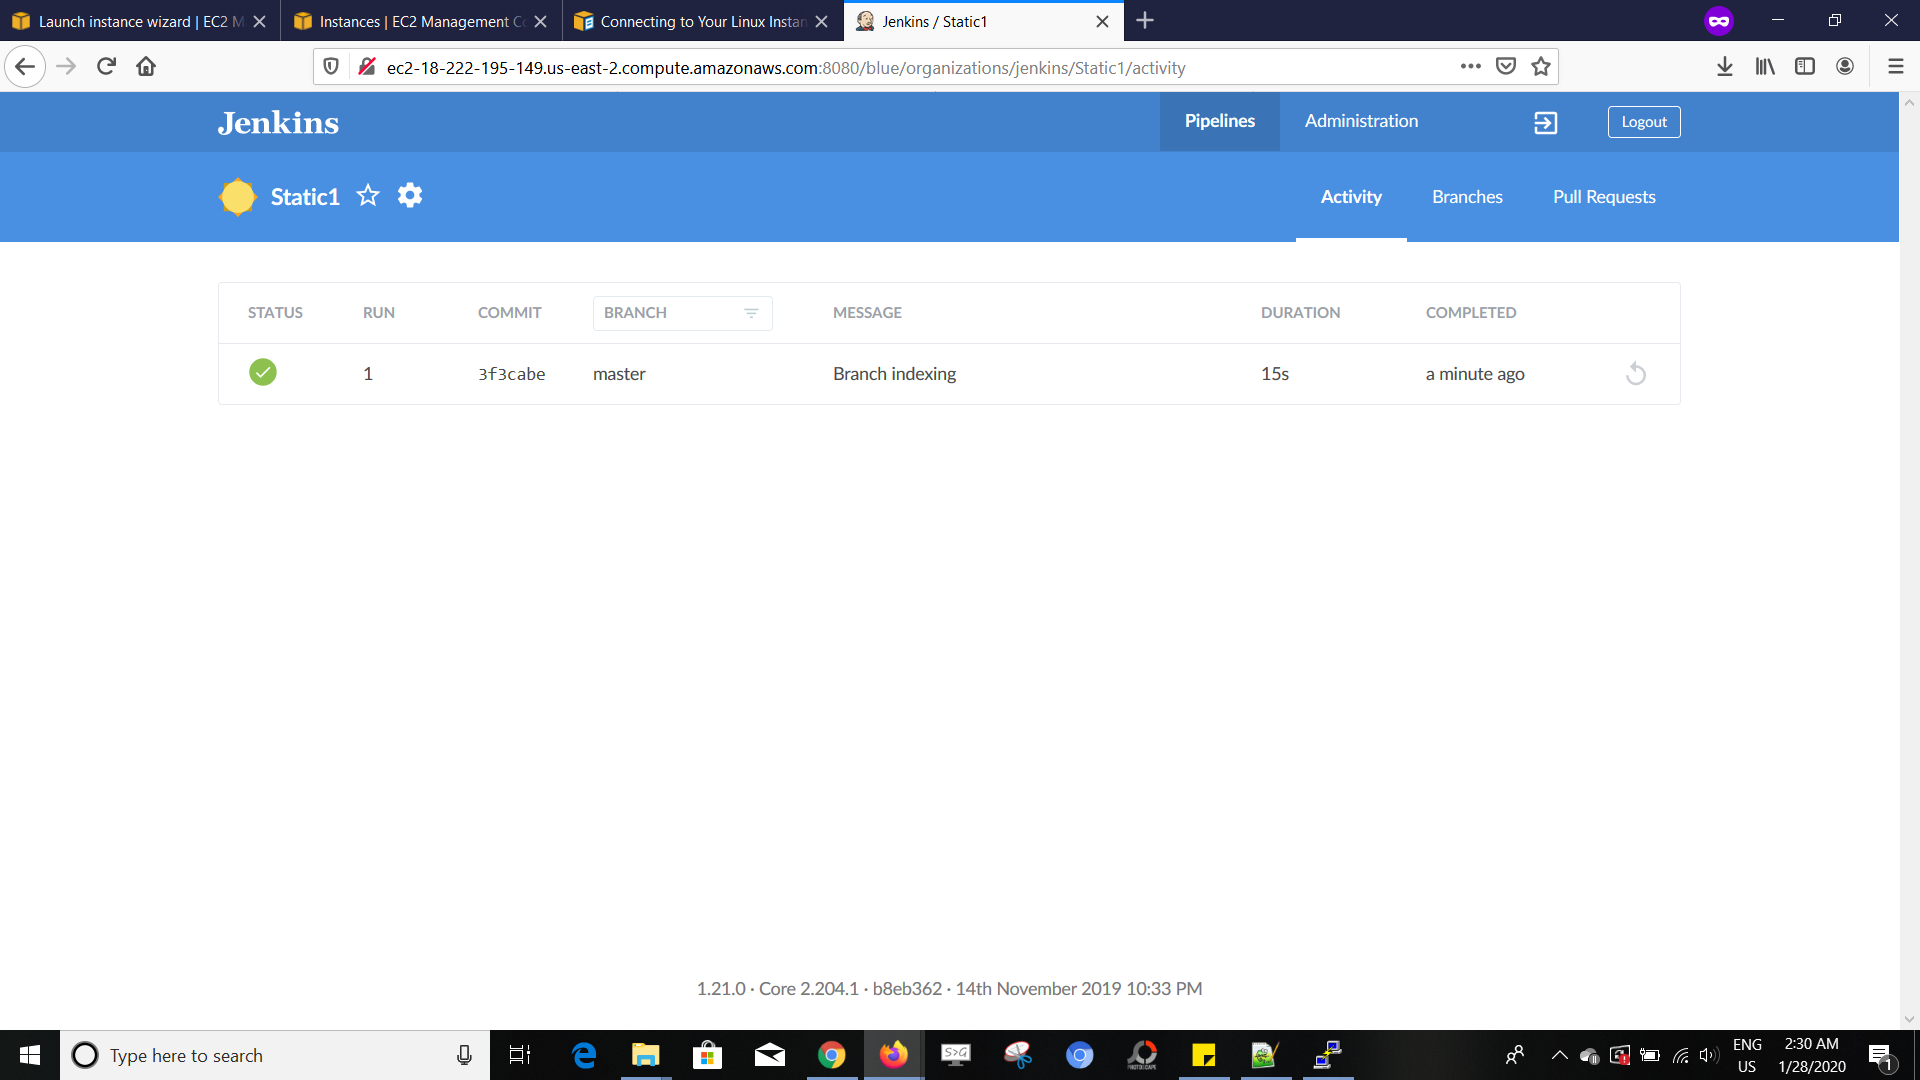 Launch instance wizard | EC2 M
Instances | EC2 Management Co
Connecting to Your Linux Instan
Jenkins / Static1
ec2-18-222-195-149.us-east-2.compute.amazonaws.com:8080/blue/organizations/jenkins/Static1/activity
Jenkins
Pipelines
Administration
Logout
Static1
Activity
Branches
Pull Requests
STATUS RUN COMMIT BRANCH MESSAGE DURATION COMPLETED
1 3f3cabe master Branch indexing 15s a minute ago
1.21.0 · Core 2.204.1 · b8eb362 · 14th November 2019 10:33 PM
Type here to search
S>G
PHOTOSCAPE
ENG
US
2:30 AM
1/28/2020
1